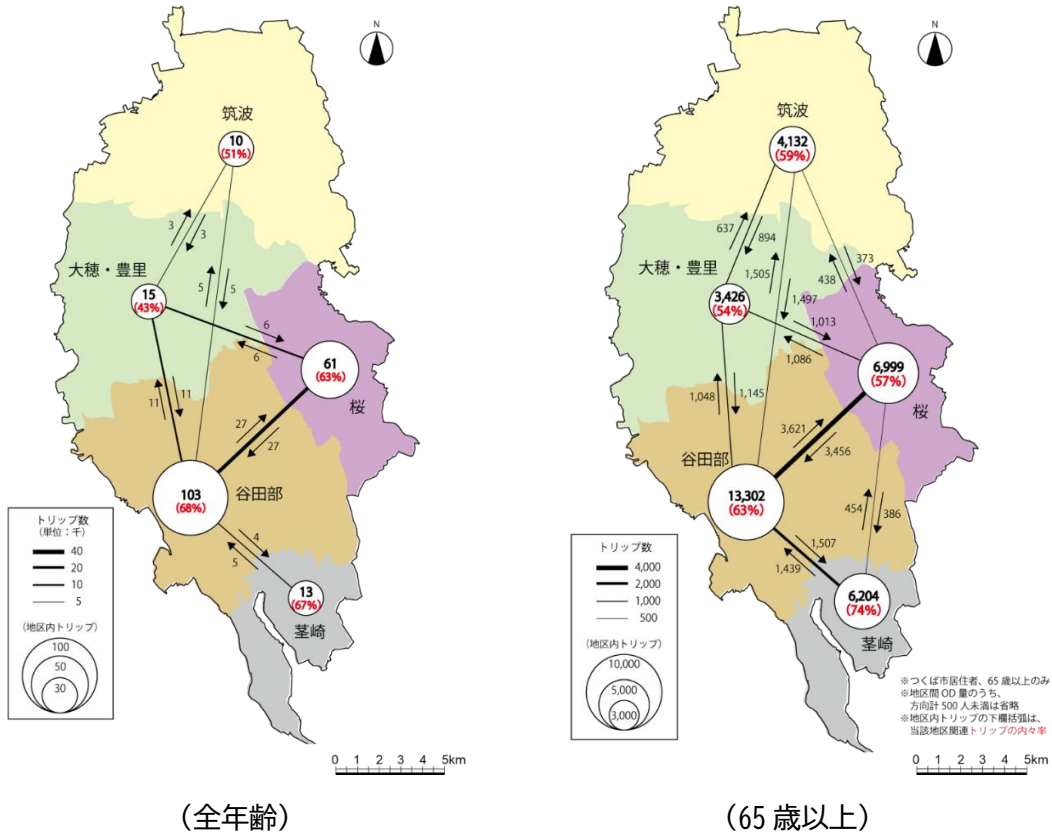 N
筑波
10
(51%)
3
3
大穂・豊里
5
5
15
(43%)
6
6
61
(63%)
11
11
桜
27
27
谷田部
103
(68%)
4
5
13
(67%)
茎崎
トリップ数
(単位:千)
40
20
10
5
(地区内トリップ)
100
50
30
0 1 2 3 4 5km
(全年齢)
N
筑波
4,132
(59%)
637
894
大穂・豊里
1,505
438
373
3,426
(54%)
1,497
1,013
1,086
6,999
(57%)
1,048
1,145
桜
3,621
3,456
谷田部
13,302
(63%)
454
386
1,507
1,439
6,204
(74%)
茎崎
トリップ数
4,000
2,000
1,000
500
(地区内トリップ)
10,000
5,000
3,000
※つくば市居住者、65歳以上のみ
※地区間OD量のうち、
方向計500人未満は省略
※地区内トリップの下欄括弧は、
当該地区関連トリップの内々率
0 1 2 3 4 5km
(65歳以上)